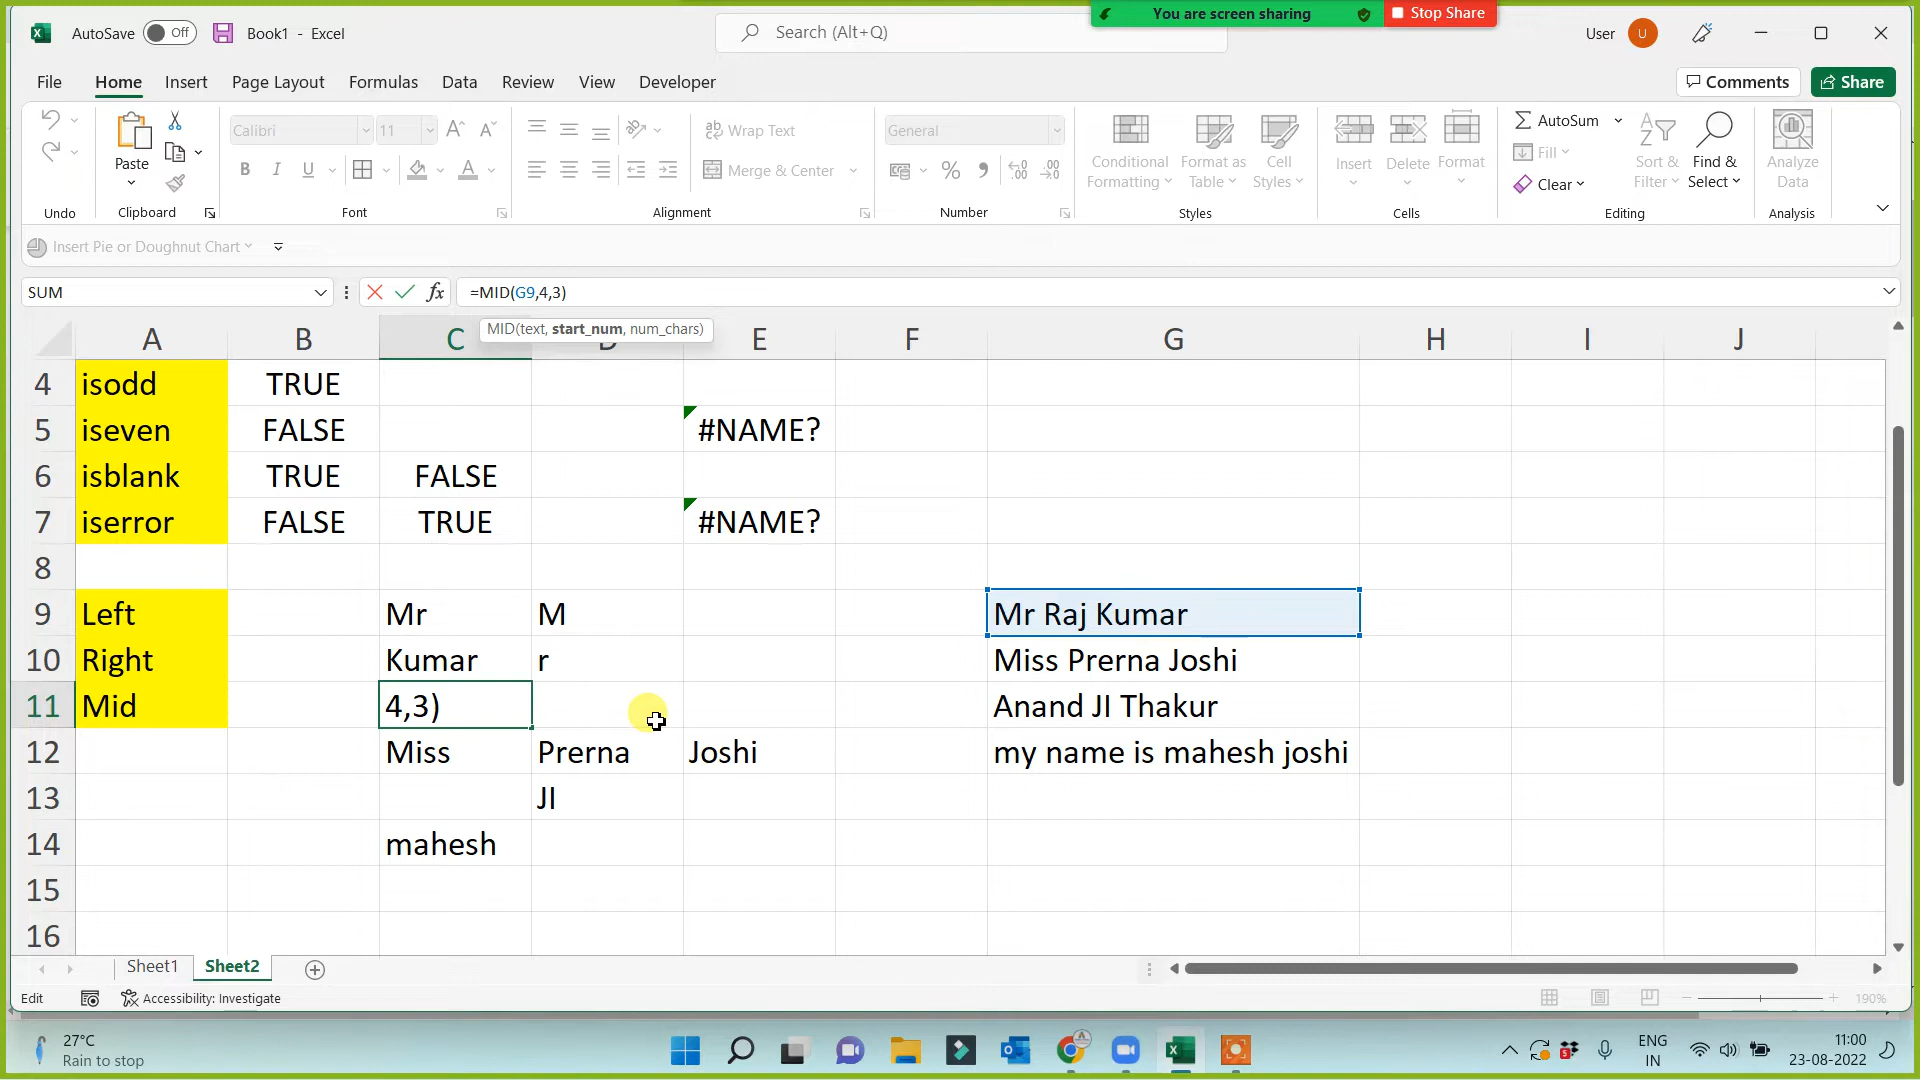 You are screen sharing
Stop Share
AutoSave Off Book1 - Excel
Search (Alt+Q)
User U
File Home Insert Page Layout Formulas Data Review View Developer
Comments Share
Paste
Calibri 11
B I U A
Wrap Text
Merge & Center
General
%
Conditional Formatting
Format as Table
Cell Styles
Insert Delete Format
AutoSum
Fill
Clear
Sort & Filter
Find & Select
Analyze Data
Undo Clipboard Font Alignment Number Styles Cells Editing Analysis
Insert Pie or Doughnut Chart
SUM fx =MID(G9,4,3)
MID(text, start_num, num_chars)
A B C D E F G H I J
4 isodd TRUE
5 iseven FALSE #NAME?
6 isblank TRUE FALSE
7 iserror FALSE TRUE #NAME?
8
9 Left Mr M Mr Raj Kumar
10 Right Kumar r Miss Prerna Joshi
11 Mid 4,3) Anand JI Thakur
12 Miss Prerna Joshi my name is mahesh joshi
13 JI
14 mahesh
15
16
Sheet1 Sheet2
Edit Accessibility: Investigate 190%
27°C
Rain to stop
ENG
IN
11:00
23-08-2022